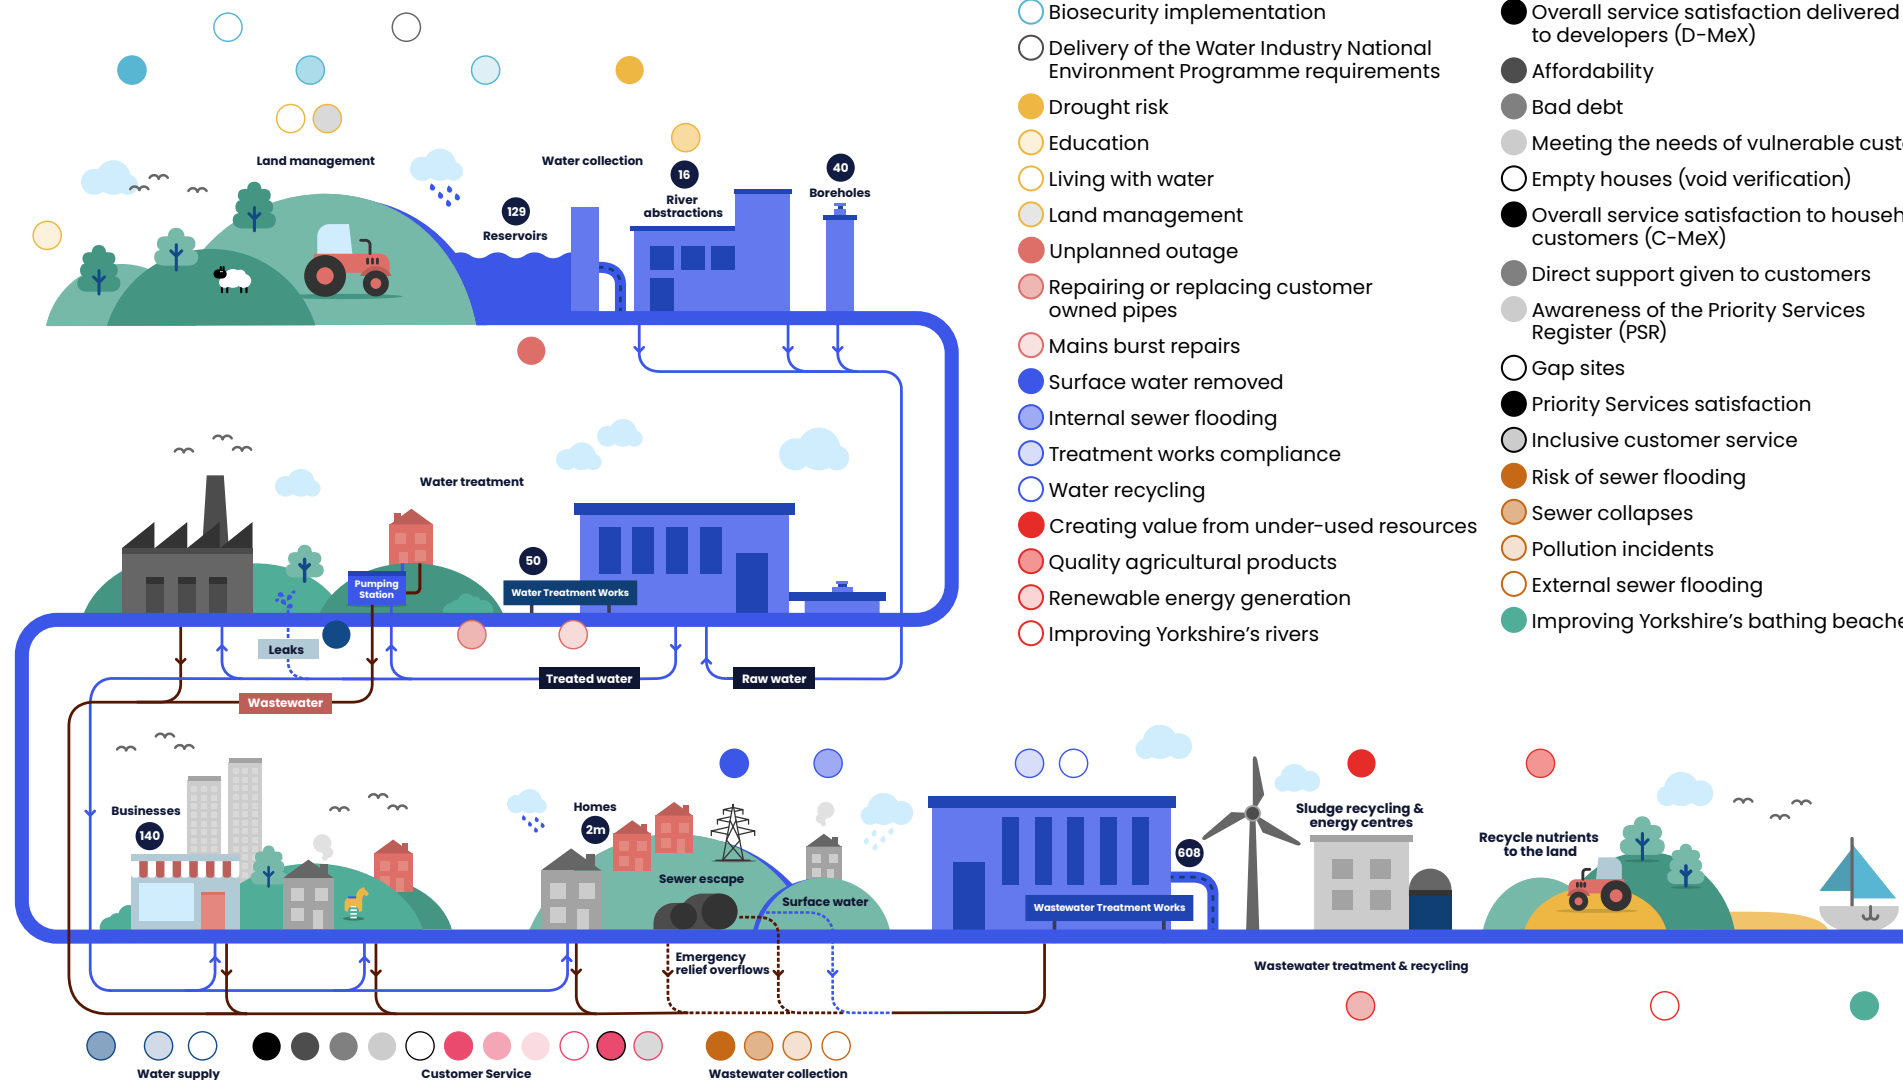 Land management
Water collection
129
Reservoirs
16
River
abstractions
40
Boreholes
Water treatment
Pumping
Station
50
Water Treatment Works
Leaks
Wastewater
Treated water
Raw water
Businesses
140
Homes
2m
Sewer escape
Surface water
Emergency
relief overflows
608
Wastewater Treatment Works
Sludge recycling &
energy centres
Recycle nutrients
to the land
Wastewater treatment & recycling
Water supply
Customer Service
Wastewater collection
Biosecurity implementation
Delivery of the Water Industry National
Environment Programme requirements
Drought risk
Education
Living with water
Land management
Unplanned outage
Repairing or replacing customer
owned pipes
Mains burst repairs
Surface water removed
Internal sewer flooding
Treatment works compliance
Water recycling
Creating value from under-used resources
Quality agricultural products
Renewable energy generation
Improving Yorkshire's rivers
Overall service satisfaction delivered
to developers (D-MeX)
Affordability
Bad debt
Meeting the needs of vulnerable
Empty houses (void verification)
Overall service satisfaction to
customers (C-MeX)
Direct support given to customers
Awareness of the Priority Services
Register (PSR)
Gap sites
Priority Services satisfaction
Inclusive customer service
Risk of sewer flooding
Sewer collapses
Pollution incidents
External sewer flooding
Improving Yorkshire's bathing